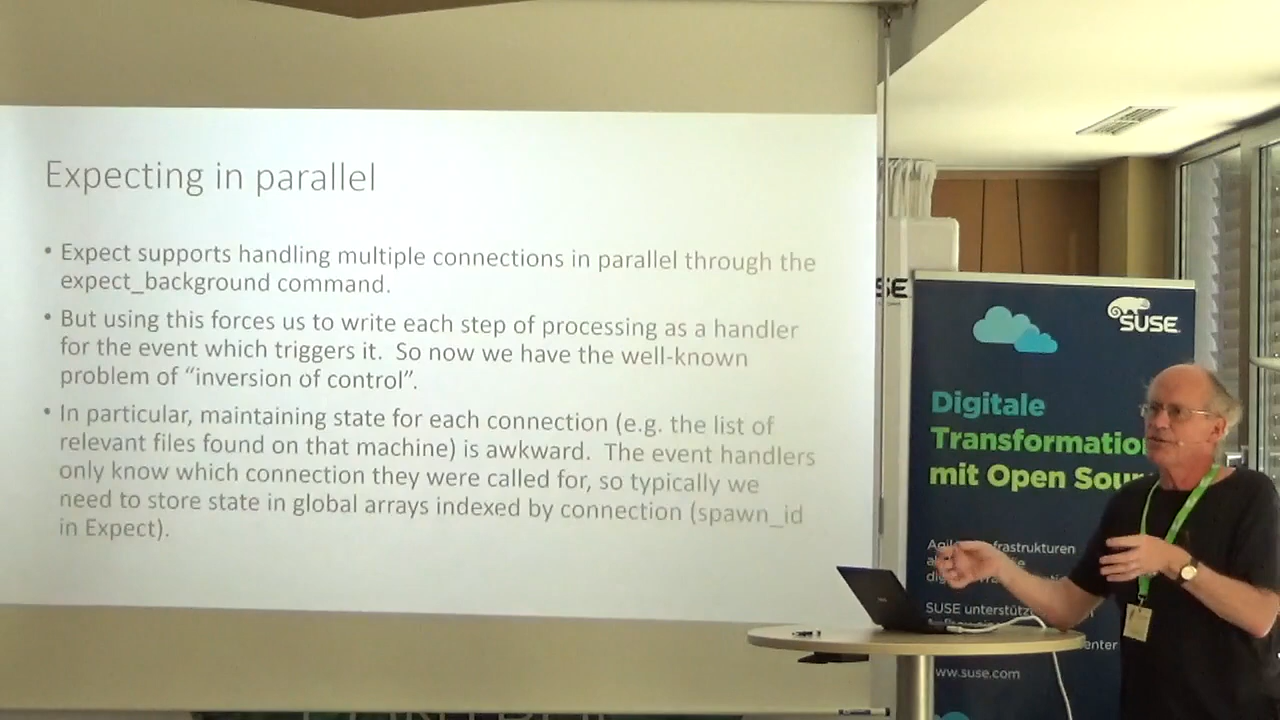 Expecting in parallel
• Expect supports handling multiple connections in parallel through the
expect_background command.
• But using this forces us to write each step of processing as a handler
for the event which triggers it. So now we have the well-known
problem of “inversion of control”.
• In particular, maintaining state for each connection (e.g. the list of
relevant files found on that machine) is awkward. The event handlers
only know which connection they were called for, so typically we
need to store state in global arrays indexed by connection (spawn_id
in Expect).
SE
SUSE
Digitale
Transformatio
mit Open Sour
frastrukturen
SUSE unterstütz
enter
www.suse.com